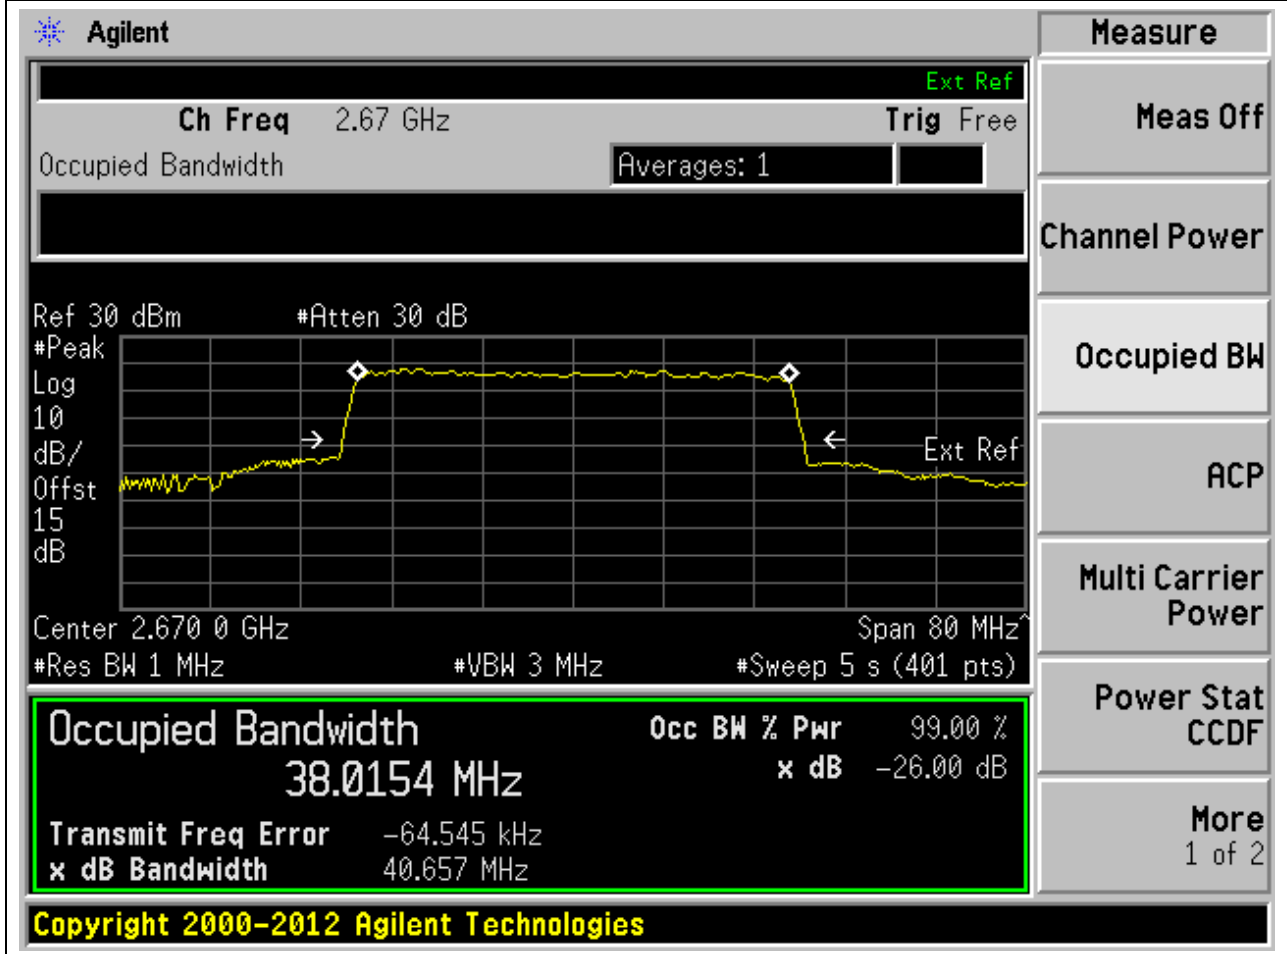 Agilent
Measure
Ext Ref
Ch Freq 2.67 GHz Trig Free
Meas Off
Occupied Bandwidth Averages: 1
Channel Power
Ref 30 dBm #Atten 30 dB
#Peak
Log
10
dB/
Offst
15
dB
Ext Ref
Occupied BW
ACP
Center 2.670 0 GHz Span 80 MHz^
#Res BW 1 MHz #VBW 3 MHz #Sweep 5 s (401 pts)
Multi Carrier
Power
Occupied Bandwidth Occ BW % Pwr 99.00 %
38.0154 MHz x dB -26.00 dB
Transmit Freq Error -64.545 kHz
x dB Bandwidth 40.657 MHz
Power Stat
CCDF
More
1 of 2
Copyright 2000-2012 Agilent Technologies